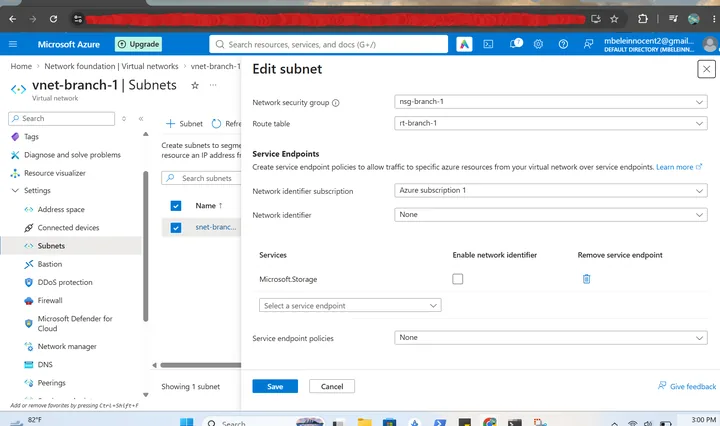 Microsoft Azure
Upgrade
Search resources, services, and docs (G+/)
1
mbeleinnocent2@gmail...
DEFAULT DIRECTORY (MBELEINN...
Home > Network foundation | Virtual networks > vnet-branch-1
vnet-branch-1 | Subnets
Virtual network
Search
Tags
Diagnose and solve problems
Resource visualizer
Settings
Address space
Connected devices
Subnets
Bastion
DDoS protection
Firewall
Microsoft Defender for
Cloud
Network manager
DNS
Peerings
Add or remove favorites by pressing Ctrl+Shift+F
+ Subnet
Refre
Create subnets to segme
resource an IP address fr
Search subnets
Name ↑
snet-branc...
Showing 1 subnet
Edit subnet
Network security group
nsg-branch-1
Route table
rt-branch-1
Service Endpoints
Create service endpoint policies to allow traffic to specific azure resources from your virtual network over service endpoints. Learn more
Network identifier subscription
Azure subscription 1
Network identifier
None
Services
Enable network identifier
Remove service endpoint
Microsoft.Storage
Select a service endpoint
Service endpoint policies
None
Save
Cancel
Give feedback
82°F
Search
3:00 PM